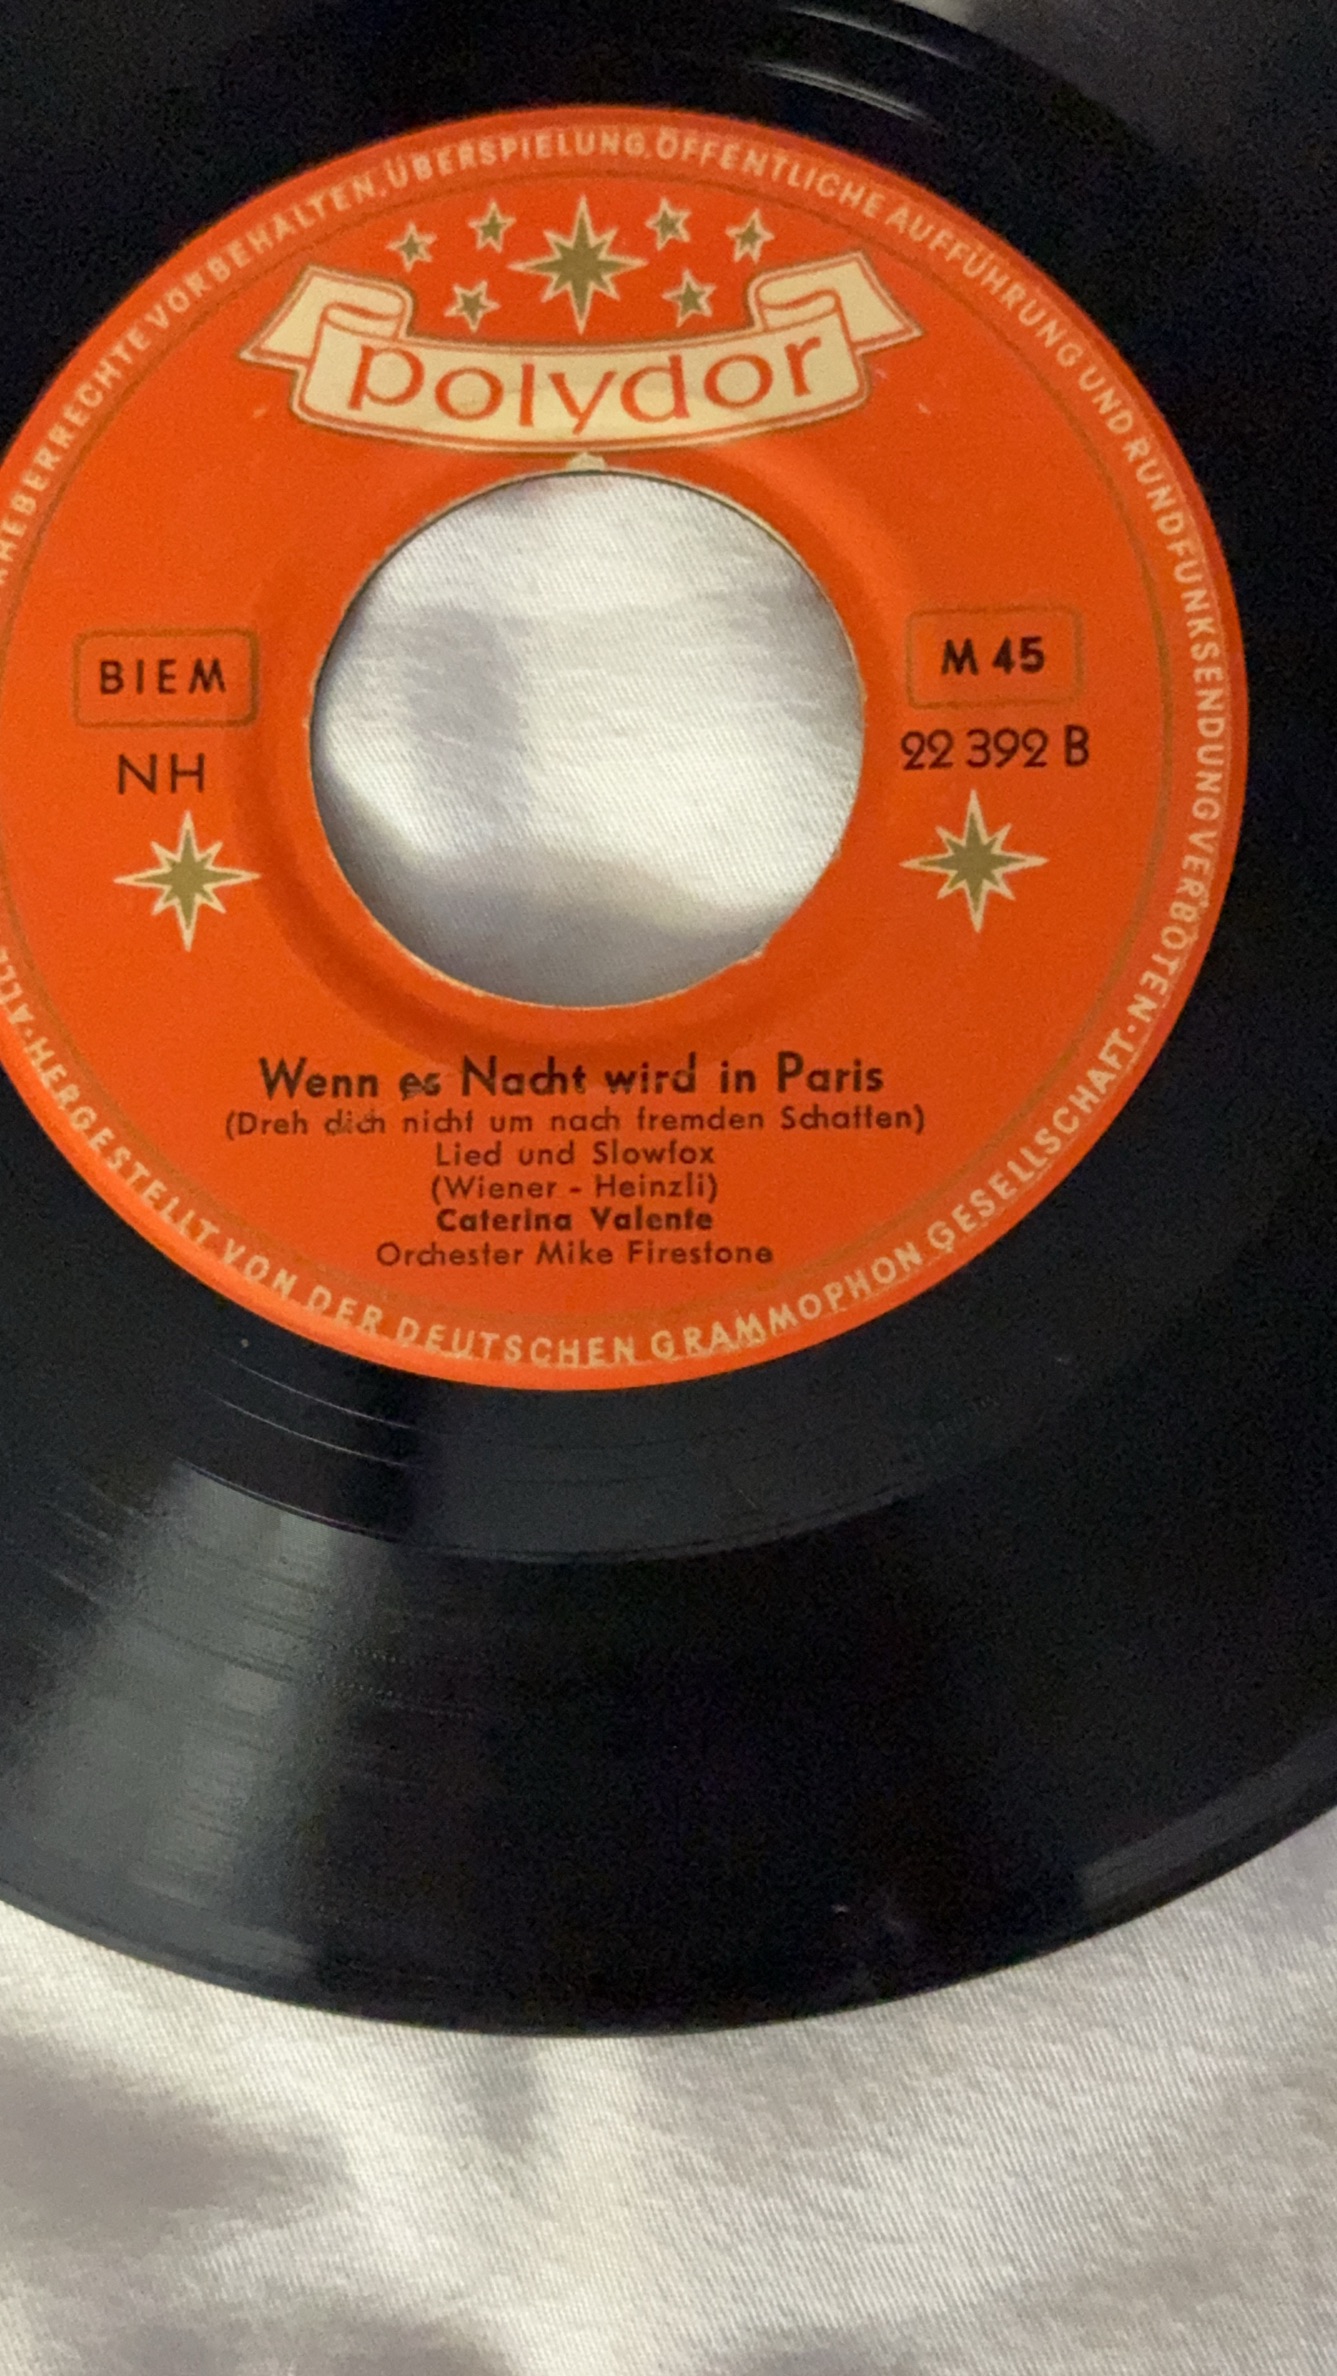 RHEBERRECHTE VORBEHALTEN, ÜBERSPIELUNG, ÖFFENTLICHE AUFFÜHRUNG UND RUNDFUNKSENDUNG VERBOTEN·
polydor
BIEM
M 45
NH
22 392 B
Wenn es Nacht wird in Paris
(Dreh dich nicht um nach fremden Schatten)
Lied und Slowfox
(Wiener - Heinzli)
Caterina Valente
Orchester Mike Firestone
ALL
·HERGESTELLT VON DER DEUTSCHEN GRAMMOPHON GESELLSCHAFT·